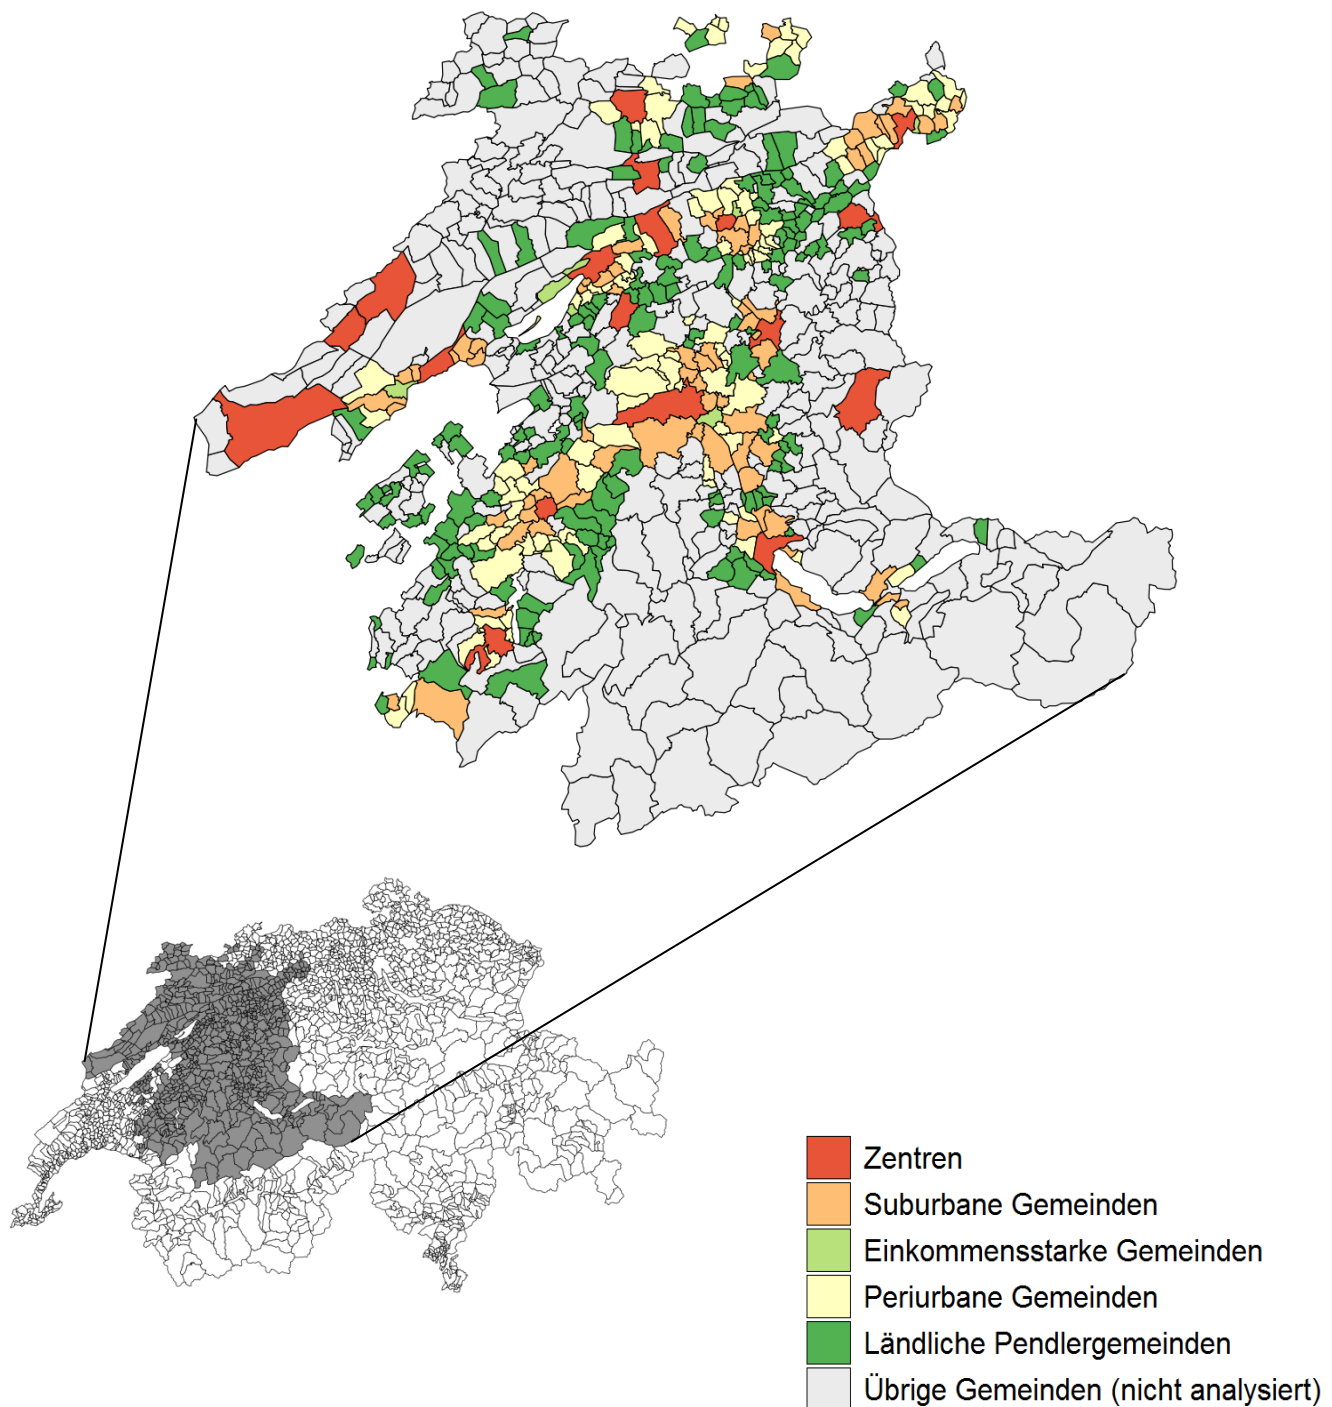 Zentren
Suburbane Gemeinden
Einkommensstarke Gemeinden
Periurbane Gemeinden
Ländliche Pendlergemeinden
Übrige Gemeinden (nicht analysiert)